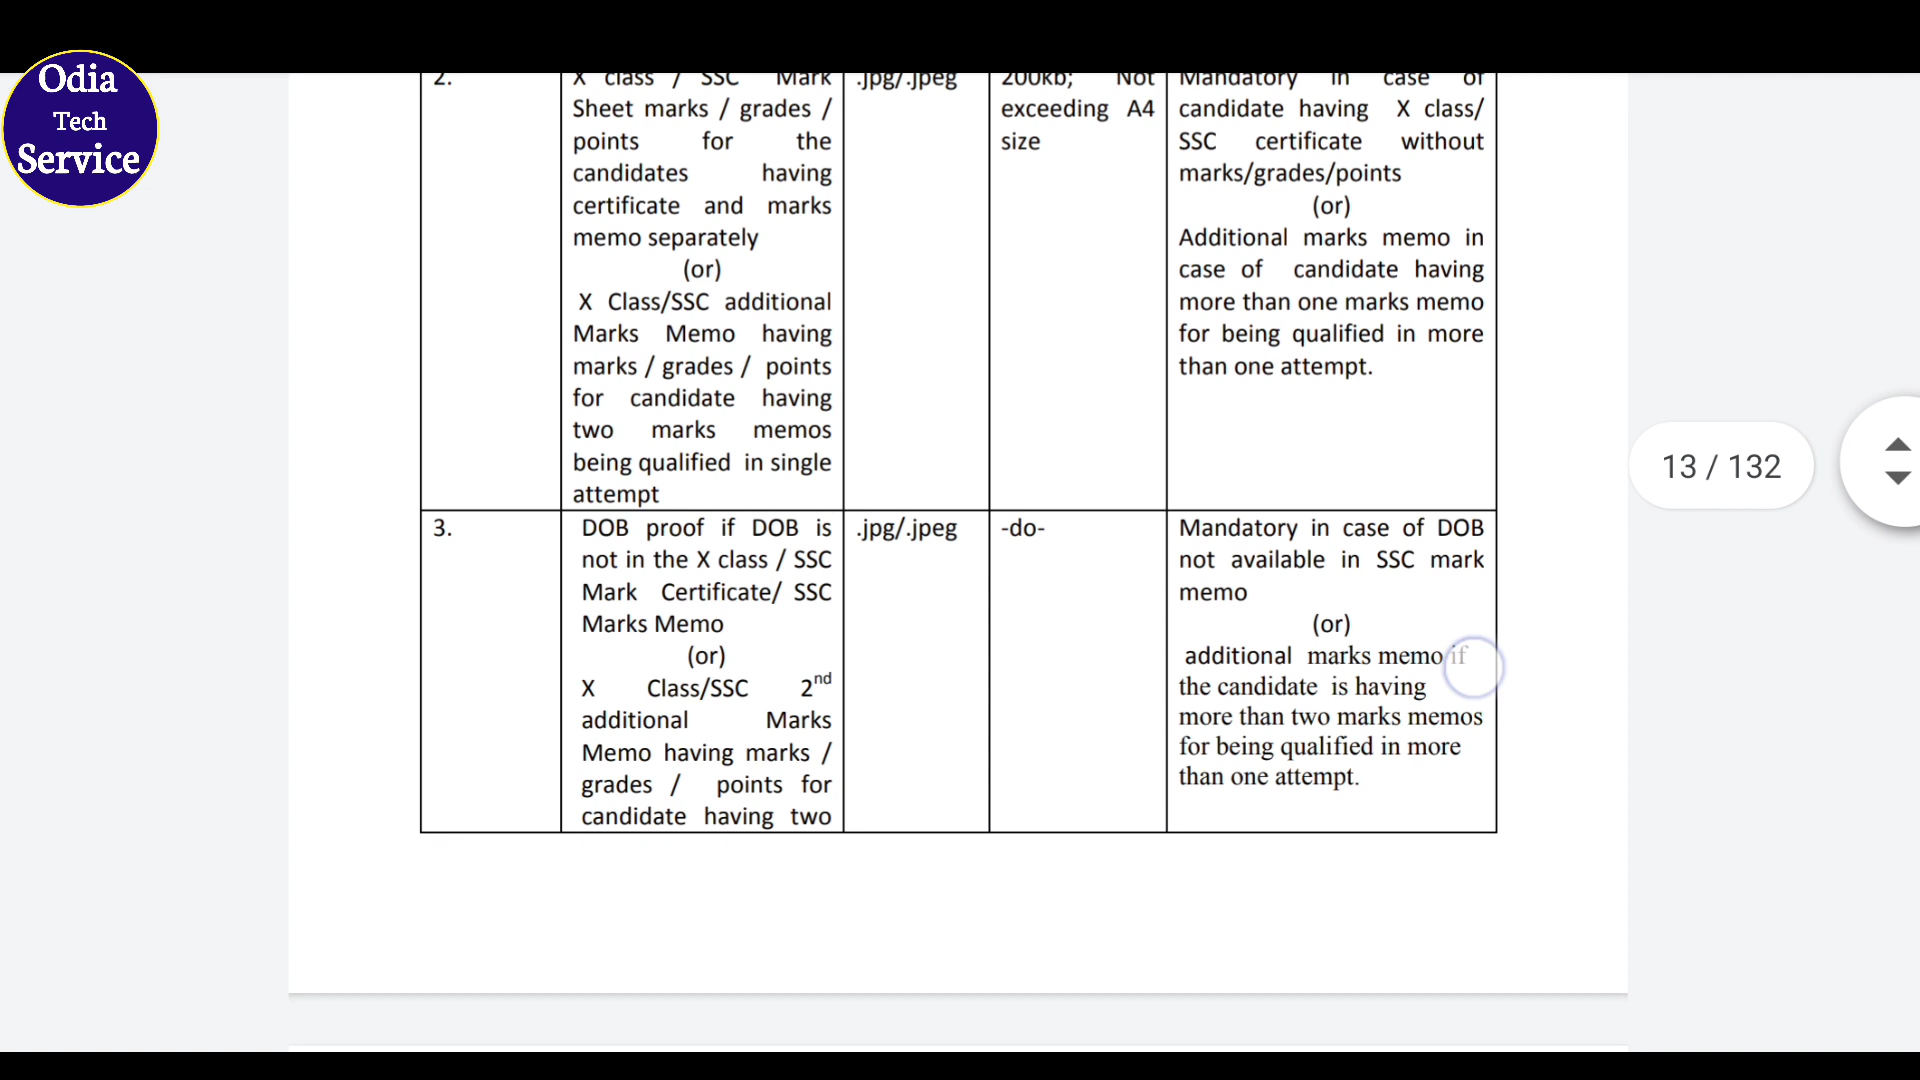 Odia
Tech
Service
2.
X class / SSC Mark
Sheet marks / grades /
points for the
candidates having
certificate and marks
memo separately
(or)
X Class/SSC additional
Marks Memo having
marks / grades / points
for candidate having
two marks memos
being qualified in single
attempt
.jpg/.jpeg
200kb; Not
exceeding A4
size
Mandatory in case of
candidate having X class/
SSC certificate without
marks/grades/points
(or)
Additional marks memo in
case of candidate having
more than one marks memo
for being qualified in more
than one attempt.
3.
DOB proof if DOB is
not in the X class / SSC
Mark Certificate/ SSC
Marks Memo
(or)
X Class/SSC 2nd
additional Marks
Memo having marks /
grades / points for
candidate having two
.jpg/.jpeg
-do-
Mandatory in case of DOB
not available in SSC mark
memo
(or)
additional marks memo if
the candidate is having
more than two marks memos
for being qualified in more
than one attempt.
13 / 132